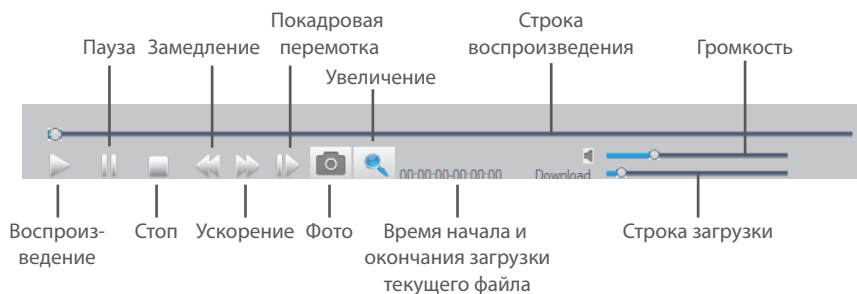 Покадровая
перемотка
Строка
воспроизведения
Пауза
Замедление
Громкость
Увеличение
00:00:00-00:00:00
Download
Воспроиз-
ведение
Стоп
Ускорение
Фото
Время начала и
окончания загрузки
текущего файла
Строка загрузки